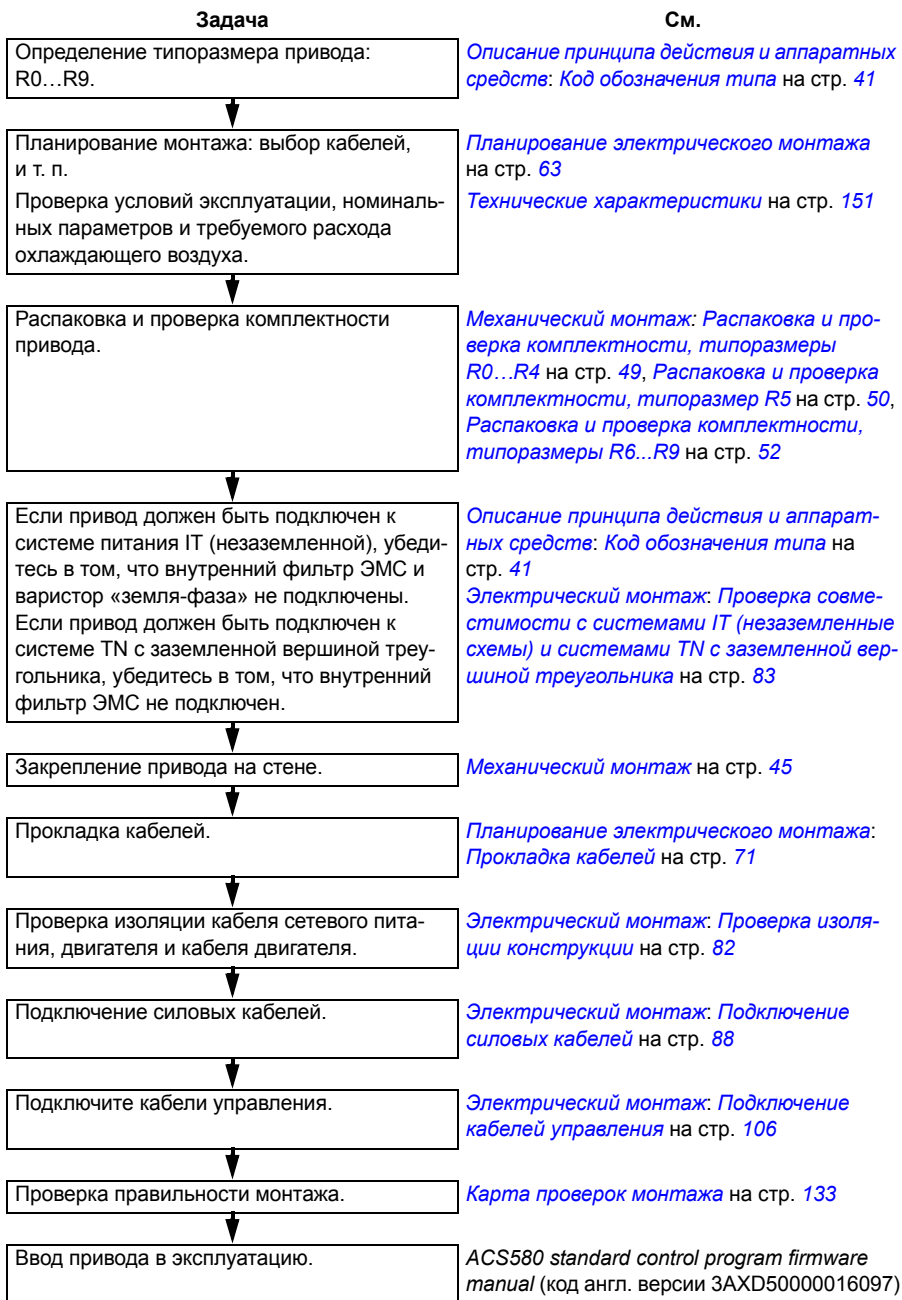 Задача
См.
Определение типоразмера привода:
R0…R9.
Описание принципа действия и аппаратных
средств: Код обозначения типа на стр. 41
Планирование монтажа: выбор кабелей,
и т. п.
Проверка условий эксплуатации, номиналь-
ных параметров и требуемого расхода
охлаждающего воздуха.
Планирование электрического монтажа
на стр. 63
Технические характеристики на стр. 151
Распаковка и проверка комплектности
привода.
Механический монтаж: Распаковка и про-
верка комплектности, типоразмеры
R0…R4 на стр. 49, Распаковка и проверка
комплектности, типоразмер R5 на стр. 50,
Распаковка и проверка комплектности,
типоразмеры R6...R9 на стр. 52
Если привод должен быть подключен к
системе питания IT (незаземленной), убеди-
тесь в том, что внутренний фильтр ЭМС и
варистор «земля-фаза» не подключены.
Если привод должен быть подключен к
системе TN с заземленной вершиной треу-
гольника, убедитесь в том, что внутренний
фильтр ЭМС не подключен.
Описание принципа действия и аппарат-
ных средств: Код обозначения типа на
стр. 41
Электрический монтаж: Проверка совме-
стимости с системами IT (незаземленные
схемы) и системами TN с заземленной вер-
шиной треугольника на стр. 83
Закрепление привода на стене.
Механический монтаж на стр. 45
Прокладка кабелей.
Планирование электрического монтажа:
Прокладка кабелей на стр. 71
Проверка изоляции кабеля сетевого пита-
ния, двигателя и кабеля двигателя.
Электрический монтаж: Проверка изоля-
ции конструкции на стр. 82
Подключение силовых кабелей.
Электрический монтаж: Подключение
силовых кабелей на стр. 88
Подключите кабели управления.
Электрический монтаж: Подключение
кабелей управления на стр. 106
Проверка правильности монтажа.
Карта проверок монтажа на стр. 133
Ввод привода в эксплуатацию.
ACS580 standard control program firmware
manual (код англ. версии 3AXD50000016097)